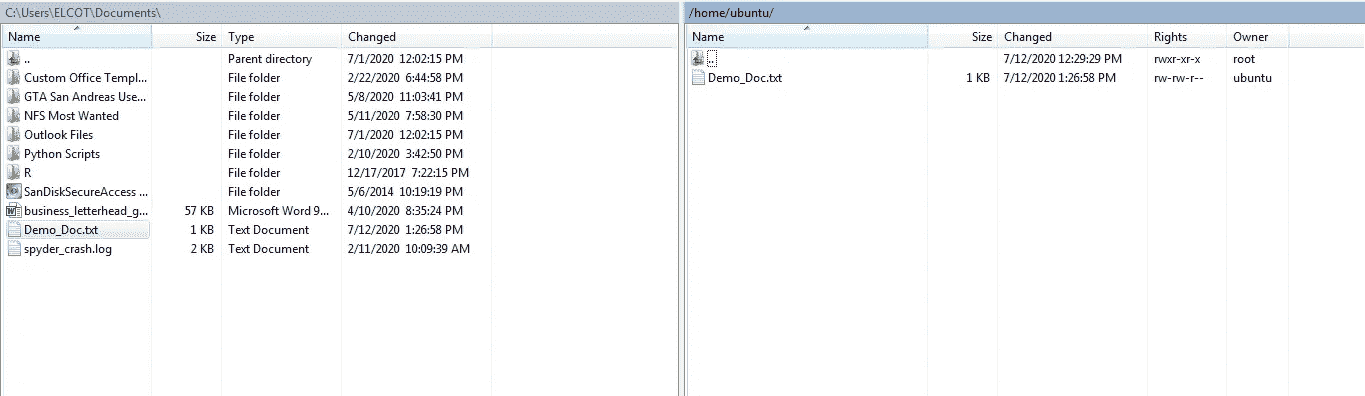 C:\Users\ELCOT\Documents\
Name Size Type Changed
.. Parent directory 7/1/2020 12:02:15 PM
Custom Office Templ... File folder 2/22/2020 6:44:58 PM
GTA San Andreas Use... File folder 5/8/2020 11:03:41 PM
NFS Most Wanted File folder 5/11/2020 7:58:30 PM
Outlook Files File folder 7/1/2020 12:02:15 PM
Python Scripts File folder 2/10/2020 3:42:50 PM
R File folder 12/17/2017 7:22:15 PM
SanDiskSecureAccess ... File folder 5/6/2014 10:19:19 PM
business_letterhead_g... 57 KB Microsoft Word 9... 4/10/2020 8:35:24 PM
Demo_Doc.txt 1 KB Text Document 7/12/2020 1:26:58 PM
spyder_crash.log 2 KB Text Document 2/11/2020 10:09:39 AM
/home/ubuntu/
Name Size Changed Rights Owner
.. 7/12/2020 12:29:29 PM rwxr-xr-x root
Demo_Doc.txt 1 KB 7/12/2020 1:26:58 PM rw-rw-r-- ubuntu